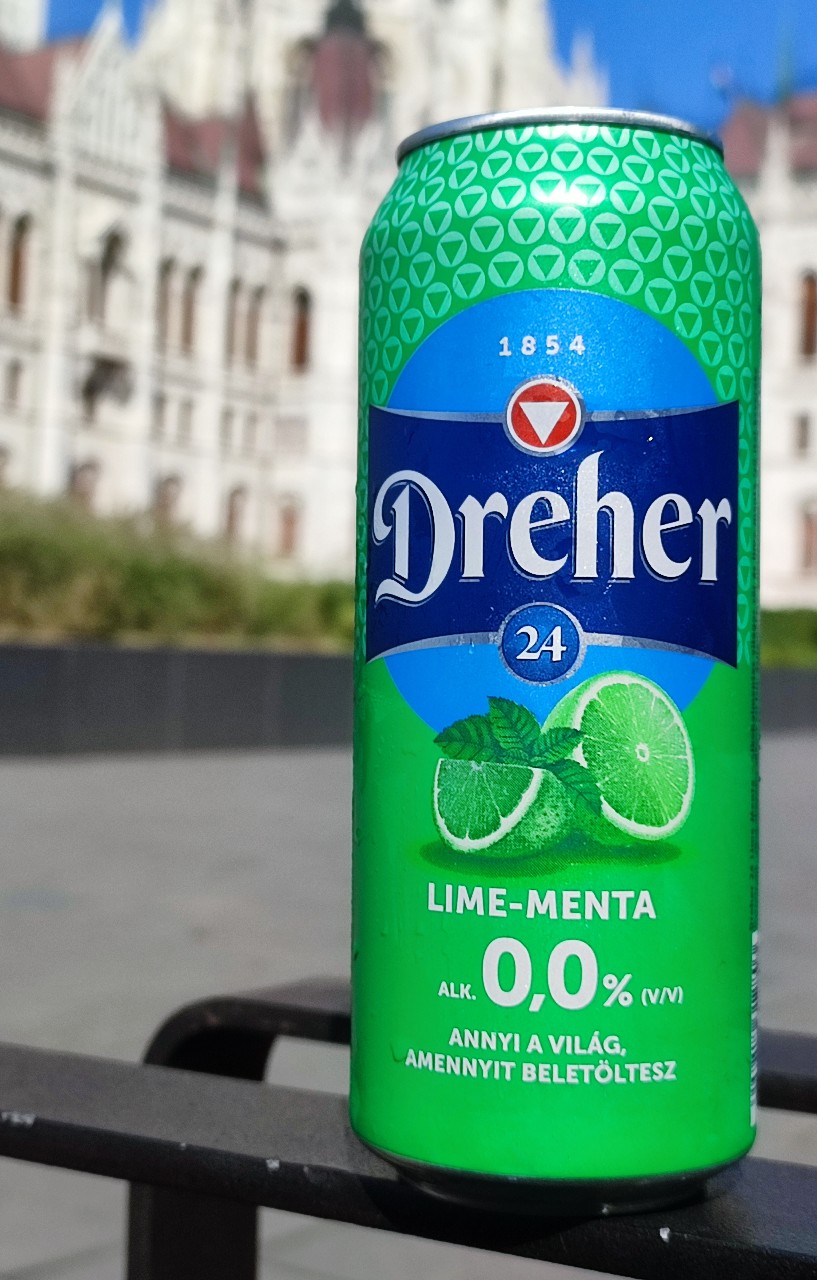 1854
Dreher
24
LIME-MENTA
ALK. 0,0% (V/V)
ANNYI A VILÁG,
AMENNYIT BELETÖLTESZ